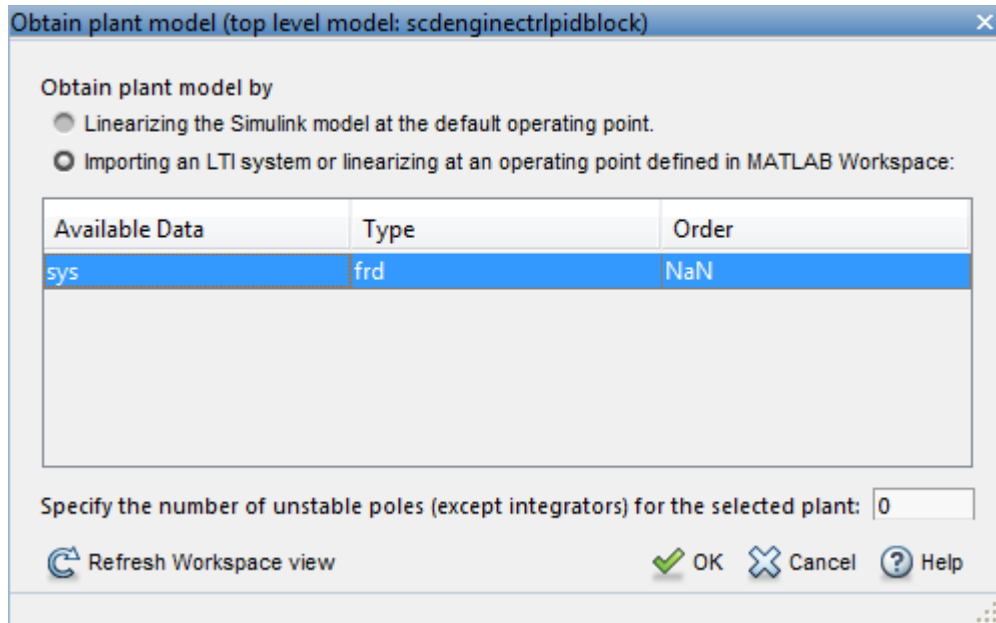 Obtain plant model (top level model: scdenginectrlpidblock)
Obtain plant model by
Linearizing the Simulink model at the default operating point.
Importing an LTI system or linearizing at an operating point defined in MATLAB Workspace:
Available Data Type Order
sys frd NaN
Specify the number of unstable poles (except integrators) for the selected plant: 0
Refresh Workspace view OK Cancel Help